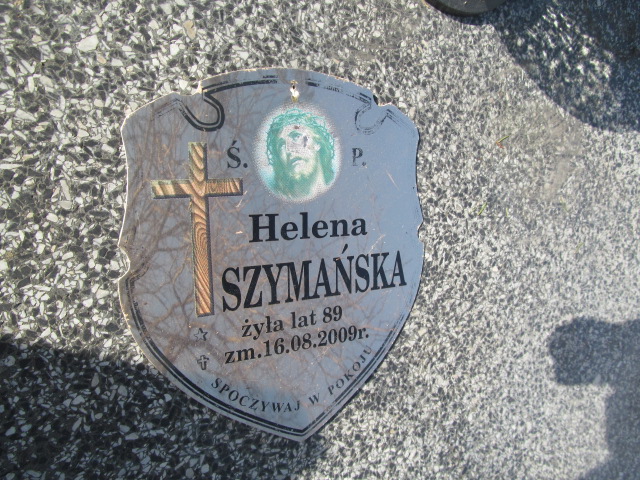 Ś. P.
Helena
SZYMAŃSKA
żyła lat 89
zm.16.08.2009r.
SPOCZYWAJ W POKOJU